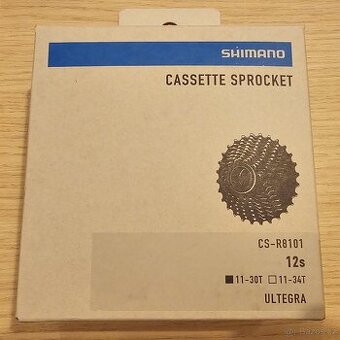 SHIMANO
CASSETTE SPROCKET
CS-R8101
12s
■11-30T □11-34T
ULTEGRA